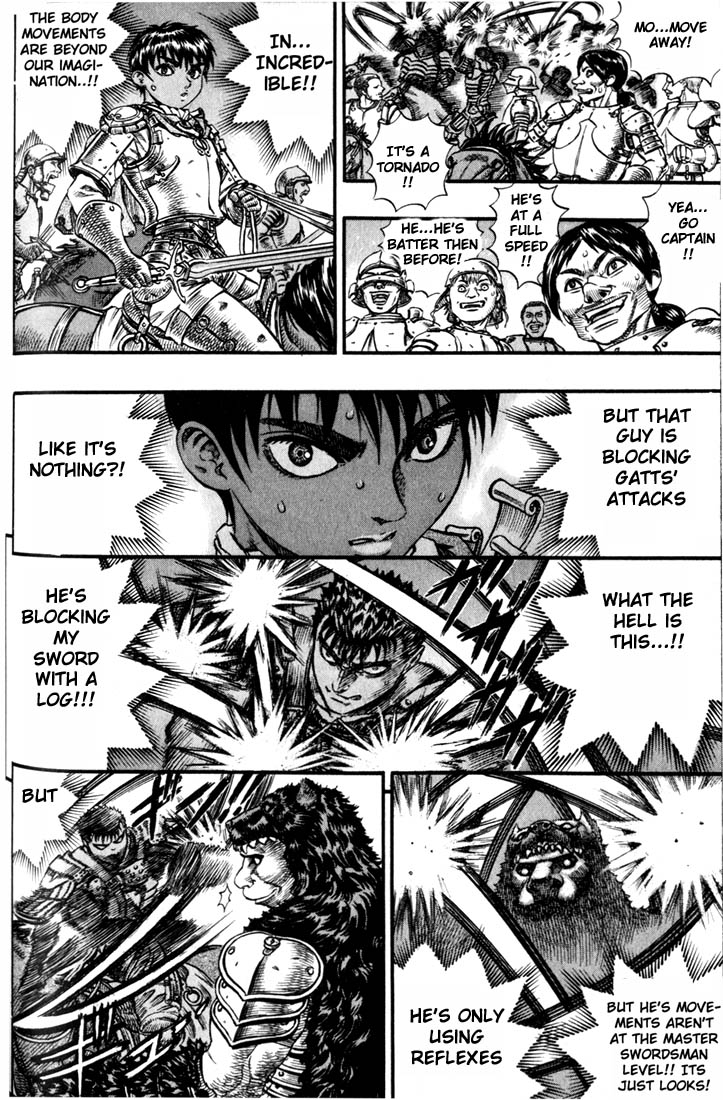 MO...MOVE
AWAY!
IT'S A
TORNADO
!!
IN...
INCRED-
IBLE!!
THE BODY
MOVEMENTS
ARE BEYOND
OUR IMAGI-
NATION..!!
YEA...
GO
CAPTAIN
!!
HE'S
AT A
FULL
SPEED!!
HE...HE'S
BATTER THEN
BEFORE!
BUT THAT
GUY IS
BLOCKING
GATTS'
ATTACKS
LIKE IT'S
NOTHING?!
WHAT THE
HELL IS
THIS...!!
HE'S
BLOCKING
MY
SWORD
WITH A
LOG!!!
BUT HE'S MOVE-
MENTS AREN'T
AT THE MASTER
SWORDSMAN
LEVEL!! ITS
JUST LOOKS!
HE'S ONLY
USING
REFLEXES
BUT